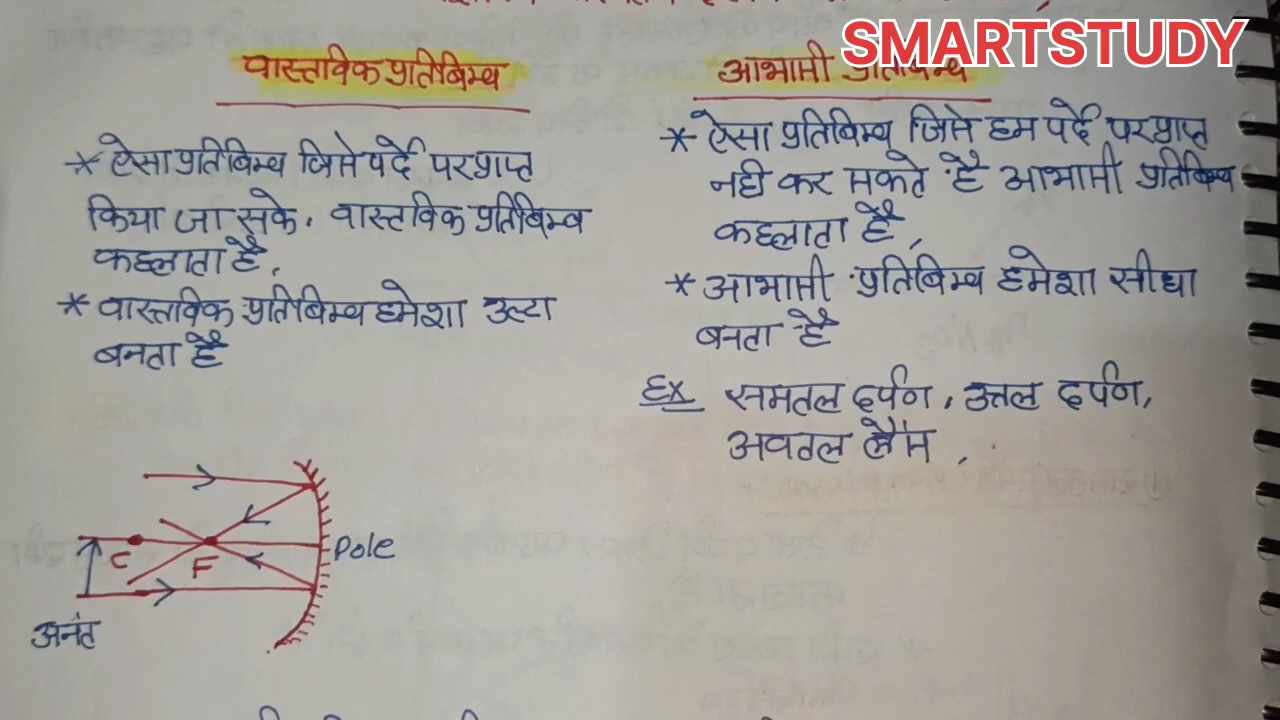 SMARTSTUDY
वास्तविक प्रतिबिम्ब
* ऐसा प्रतिबिम्ब जिसे पर्दे पर प्राप्त
किया जा सके, वास्तविक प्रतिबिम्ब
कहलाता है,
* वास्तविक प्रतिबिम्ब हमेशा उल्टा
बनता है
C
F
Pole
अनंत
आभासी प्रतिबिम्ब
* ऐसा प्रतिबिम्ब जिसे हम पर्दे पर प्राप्त
नही कर सकते है आभासी प्रतिबिम्ब
कहलाता है,
* आभासी प्रतिबिम्ब हमेशा सीधा
बनता है
Ex समतल दर्पण, उत्तल दर्पण,
अवतल लैंस,